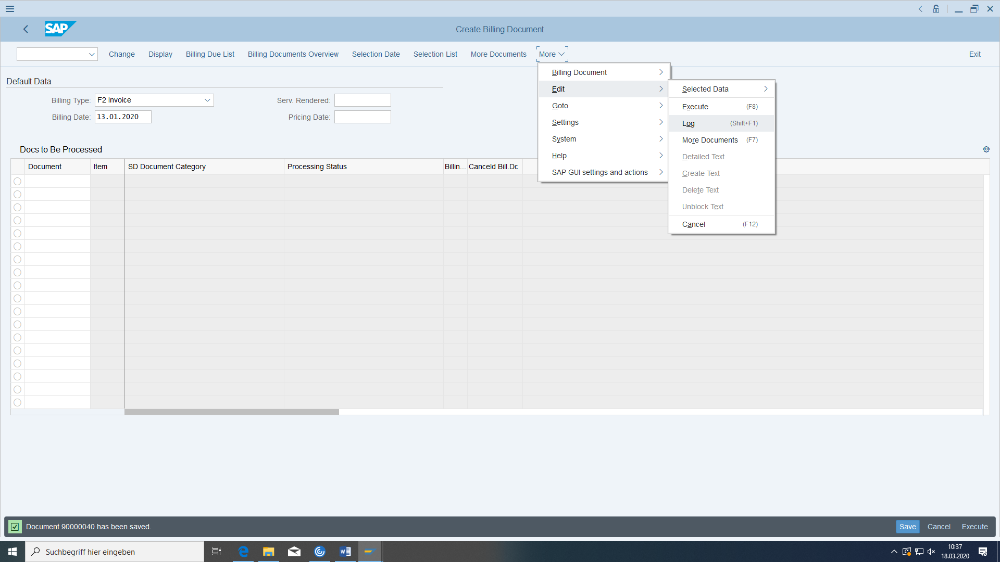 SAP
Create Billing Document
Change Display Billing Due List Billing Documents Overview Selection Date Selection List More Documents More Exit
Default Data
Billing Type: F2 Invoice Serv. Rendered:
Billing Date: 13.01.2020 Pricing Date:
Billing Document
Edit
Goto
Settings
System
Help
SAP GUI settings and actions
Selected Data
Execute (F8)
Log (Shift+F1)
More Documents (F7)
Detailed Text
Create Text
Delete Text
Unblock Text
Cancel (F12)
Docs to Be Processed
Document Item SD Document Category Processing Status Billin... Canceld Bill.Dc
Document 90000040 has been saved.
Save Cancel Execute
Suchbegriff hier eingeben
10:37
18.03.2020